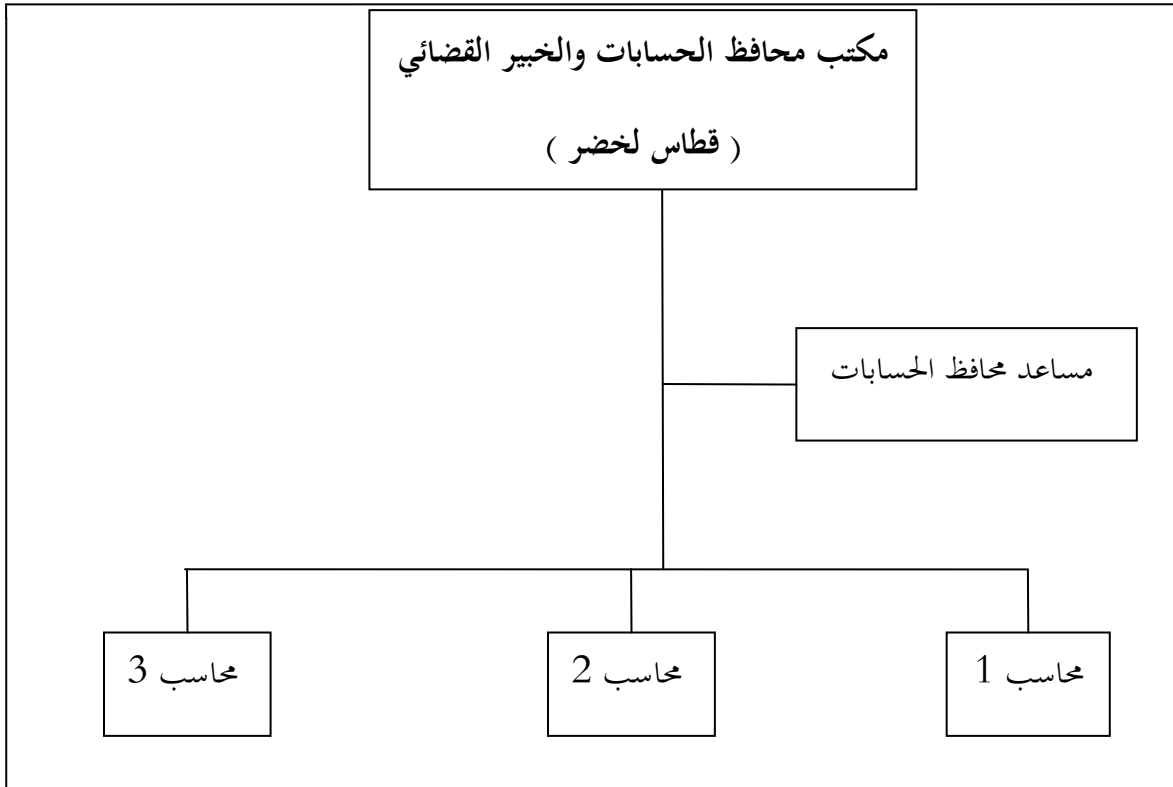 مكتب محافظ الحسابات والخبير القضائي
( قطاس لخضر )
مساعد محافظ الحسابات
محاسب 1
محاسب 2
محاسب 3